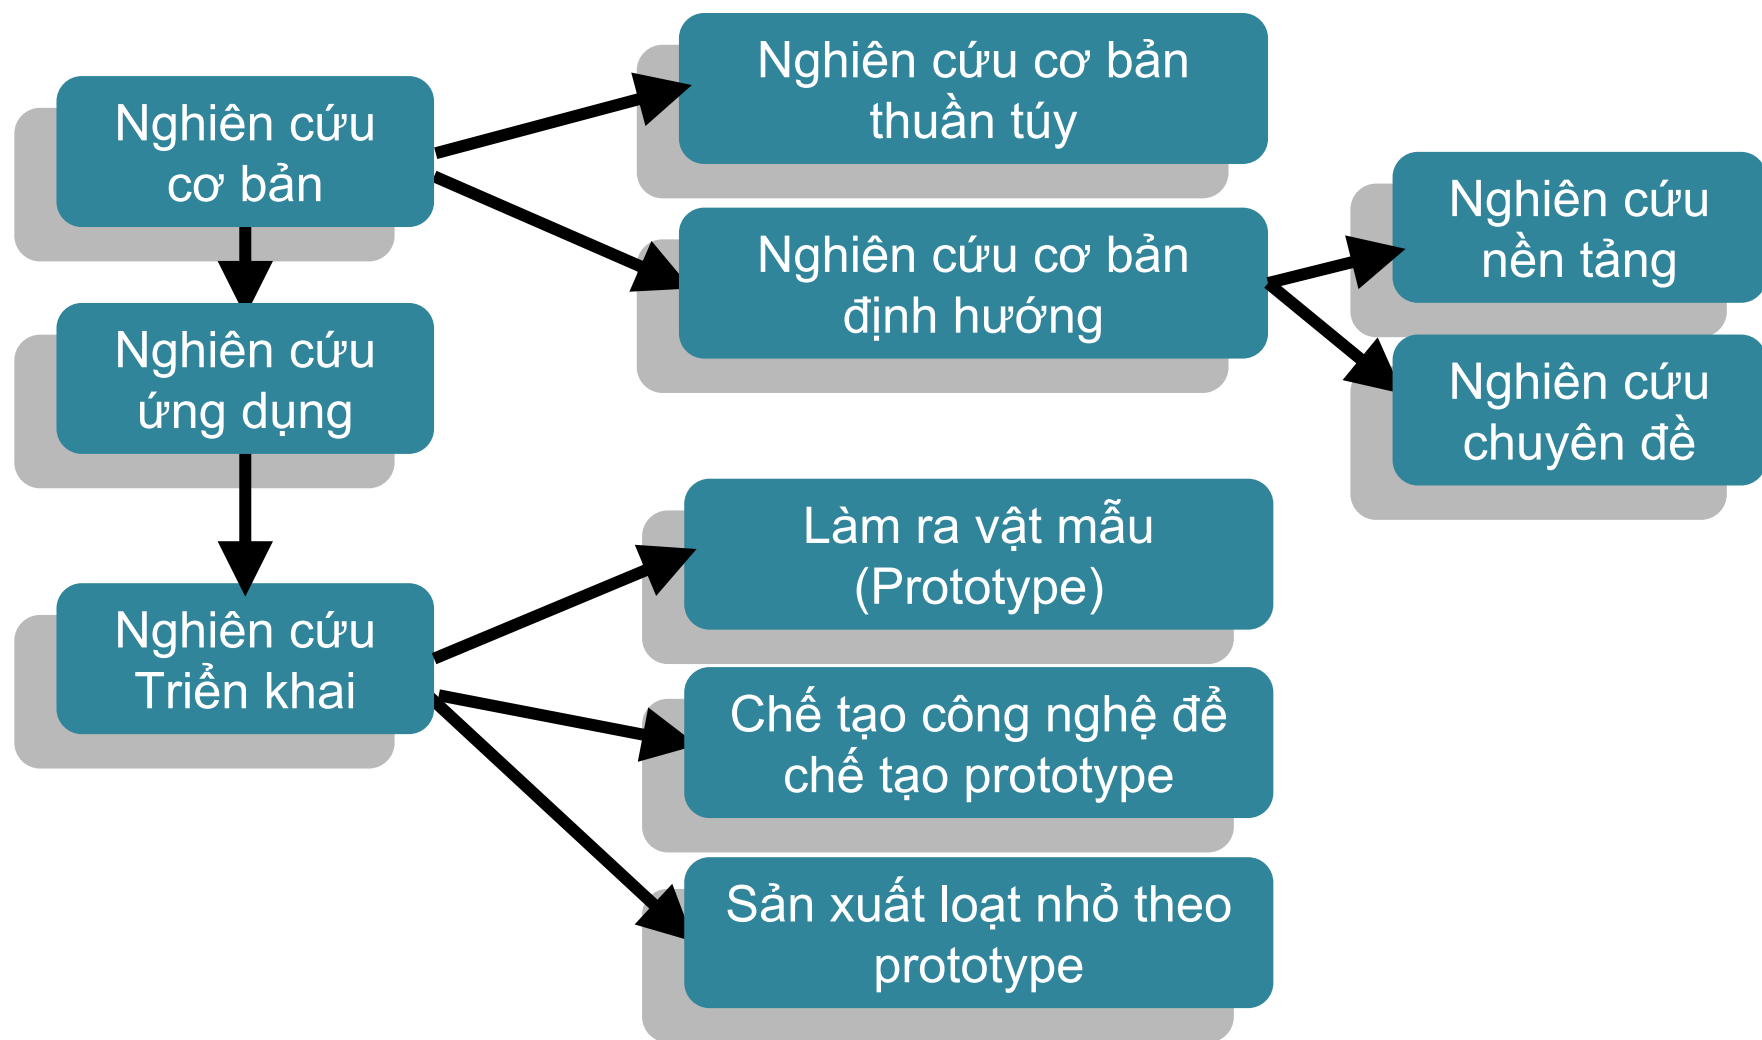 Nghiên cứu
cơ bản
Nghiên cứu cơ bản
thuần túy
Nghiên cứu cơ bản
định hướng
Nghiên cứu
nền tảng
Nghiên cứu
chuyên đề
Nghiên cứu
ứng dụng
Nghiên cứu
Triển khai
Làm ra vật mẫu
(Prototype)
Chế tạo công nghệ để
chế tạo prototype
Sản xuất loạt nhỏ theo
prototype